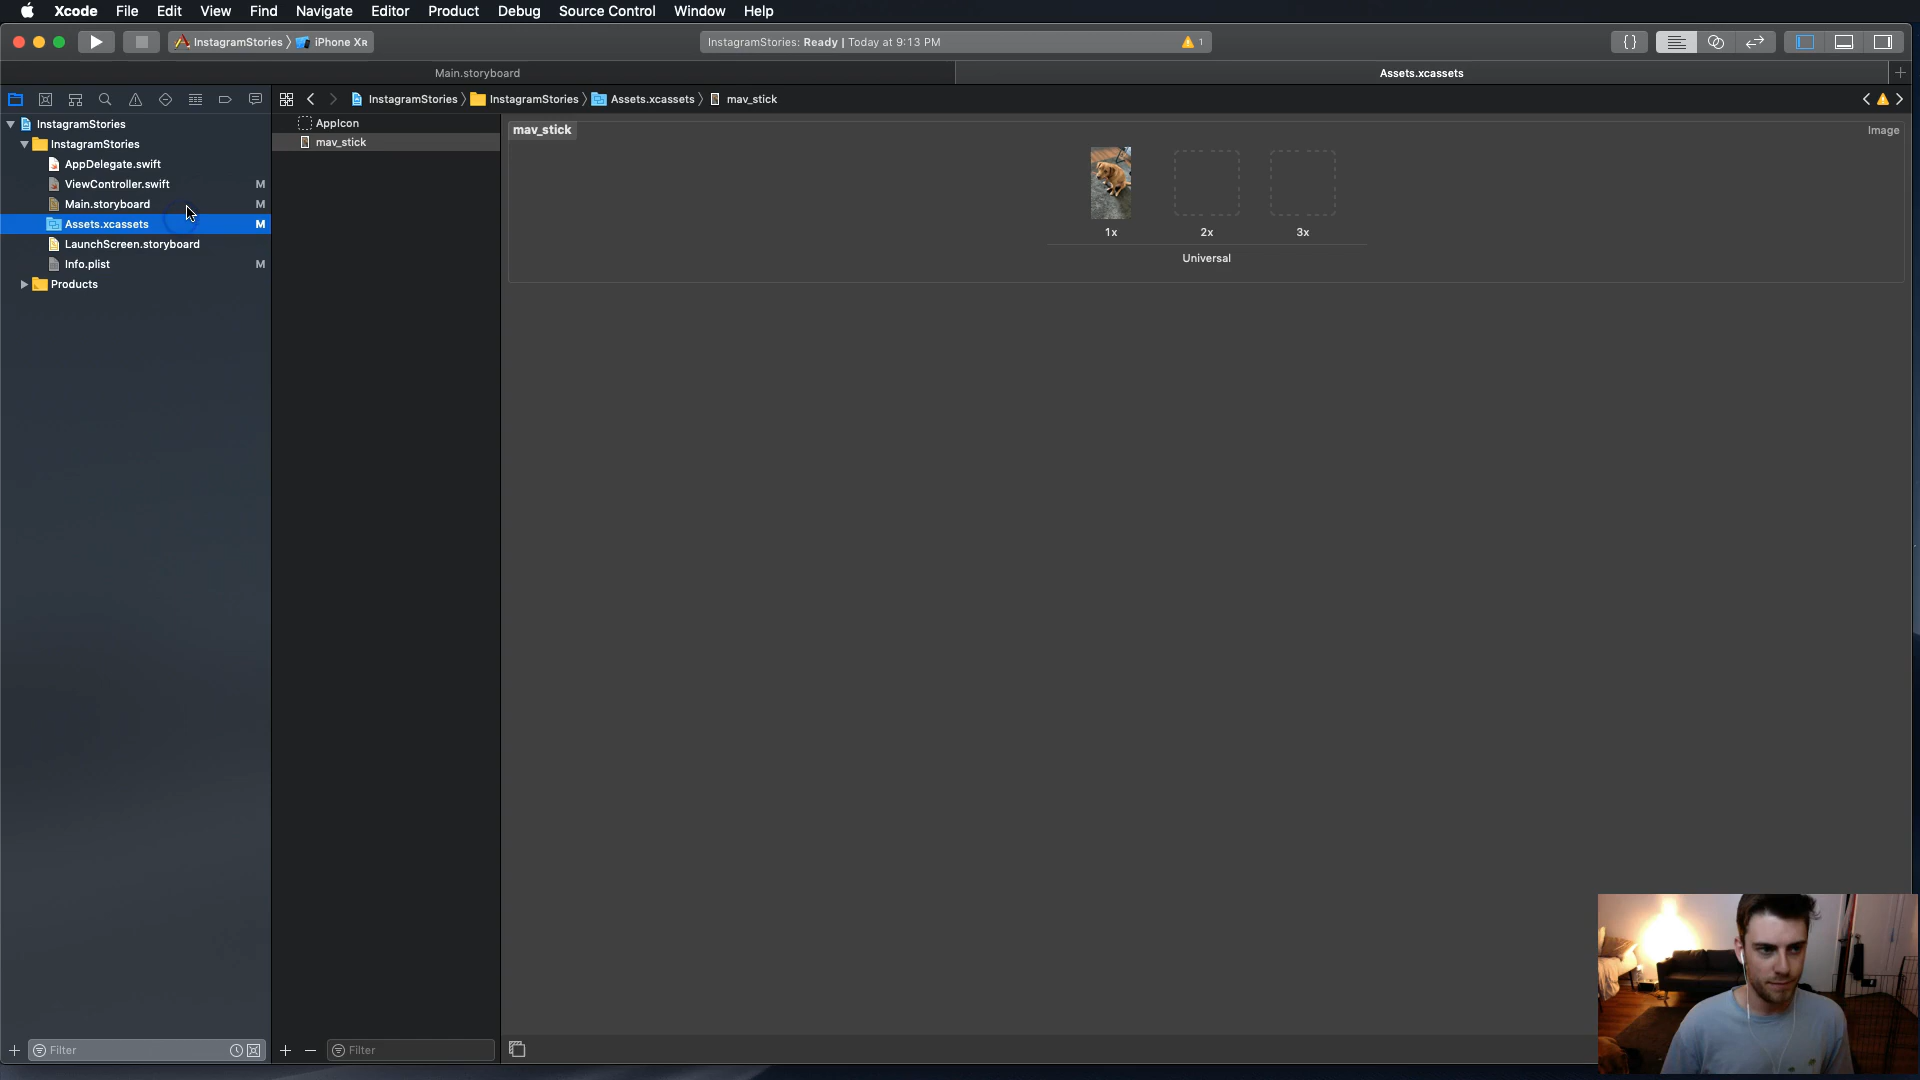 Xcode File Edit View Find Navigate Editor Product Debug Source Control Window Help
InstagramStories iPhone XR
InstagramStories: Ready | Today at 9:13 PM
1
{}
Main.storyboard
Assets.xcassets
InstagramStories InstagramStories Assets.xcassets mav_stick
InstagramStories
InstagramStories
AppDelegate.swift
ViewController.swift M
Main.storyboard M
Assets.xcassets M
LaunchScreen.storyboard
Info.plist M
Products
AppIcon
mav_stick
mav_stick
Image
1x 2x 3x
Universal
Filter
Filter